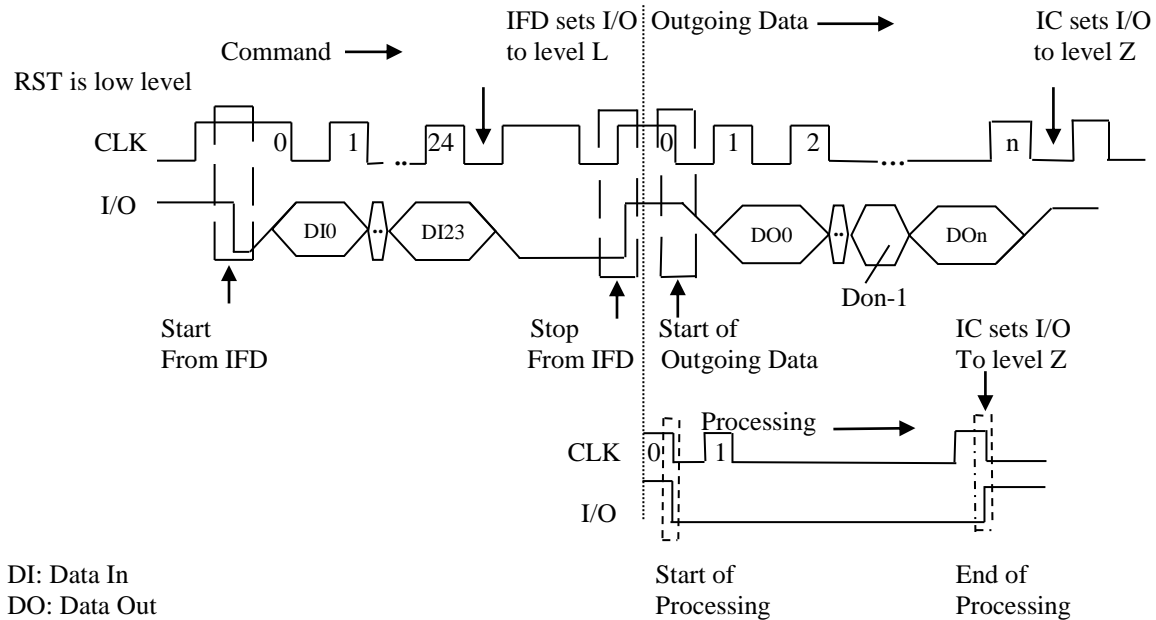 IFD sets I/O
to level L
Outgoing Data
IC sets I/O
to level Z
Command
RST is low level
CLK
0
1
..
24
0
1
2
...
n
I/O
DI0
..
DI23
DO0
..
DOn
Don-1
Start
From IFD
Stop
From IFD
Start of
Outgoing Data
IC sets I/O
To level Z
Processing
CLK
0
1
I/O
DI: Data In
DO: Data Out
Start of
Processing
End of
Processing